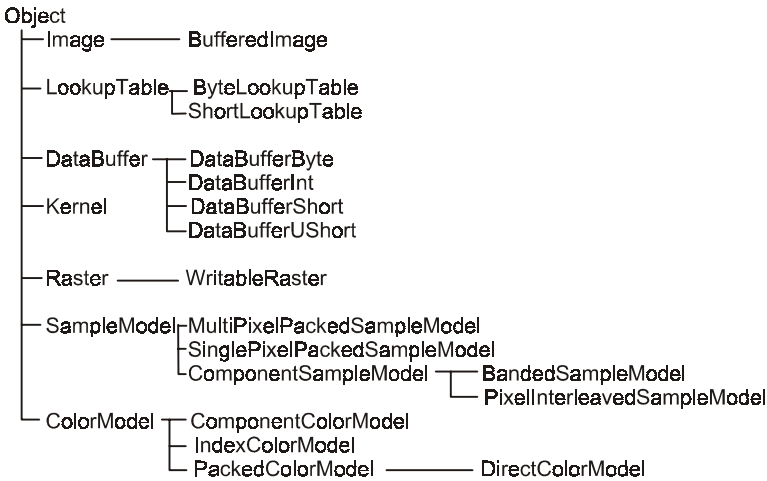 Object
Image BufferedImage
LookupTable ByteLookupTable
ShortLookupTable
DataBuffer DataBufferByte
DataBufferInt
Kernel DataBufferShort
DataBufferUShort
Raster WritableRaster
SampleModel MultiPixelPackedSampleModel
SinglePixelPackedSampleModel
ComponentSampleModel BandedSampleModel
PixelInterleavedSampleModel
ColorModel ComponentColorModel
IndexColorModel
PackedColorModel DirectColorModel